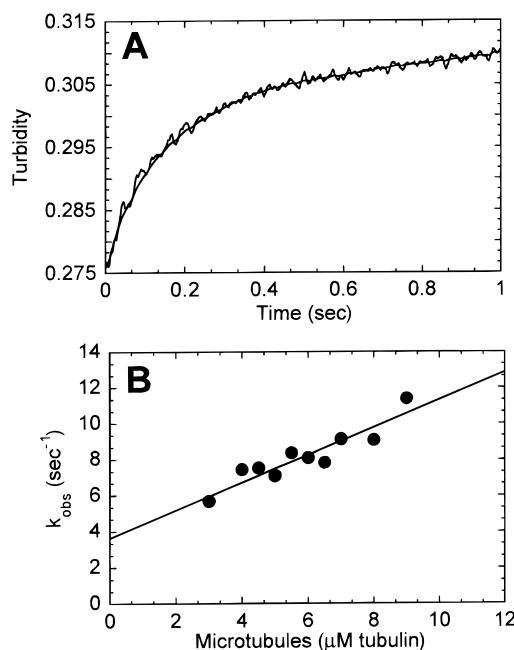 A
0.315
0.305
0.295
0.285
0.275
Turbidity
0 0.2 0.4 0.6 0.8 1
Time (sec)
B
14
12
10
8
6
4
2
0
k_obs (sec⁻¹)
0 2 4 6 8 10 12
Microtubules (μM tubulin)